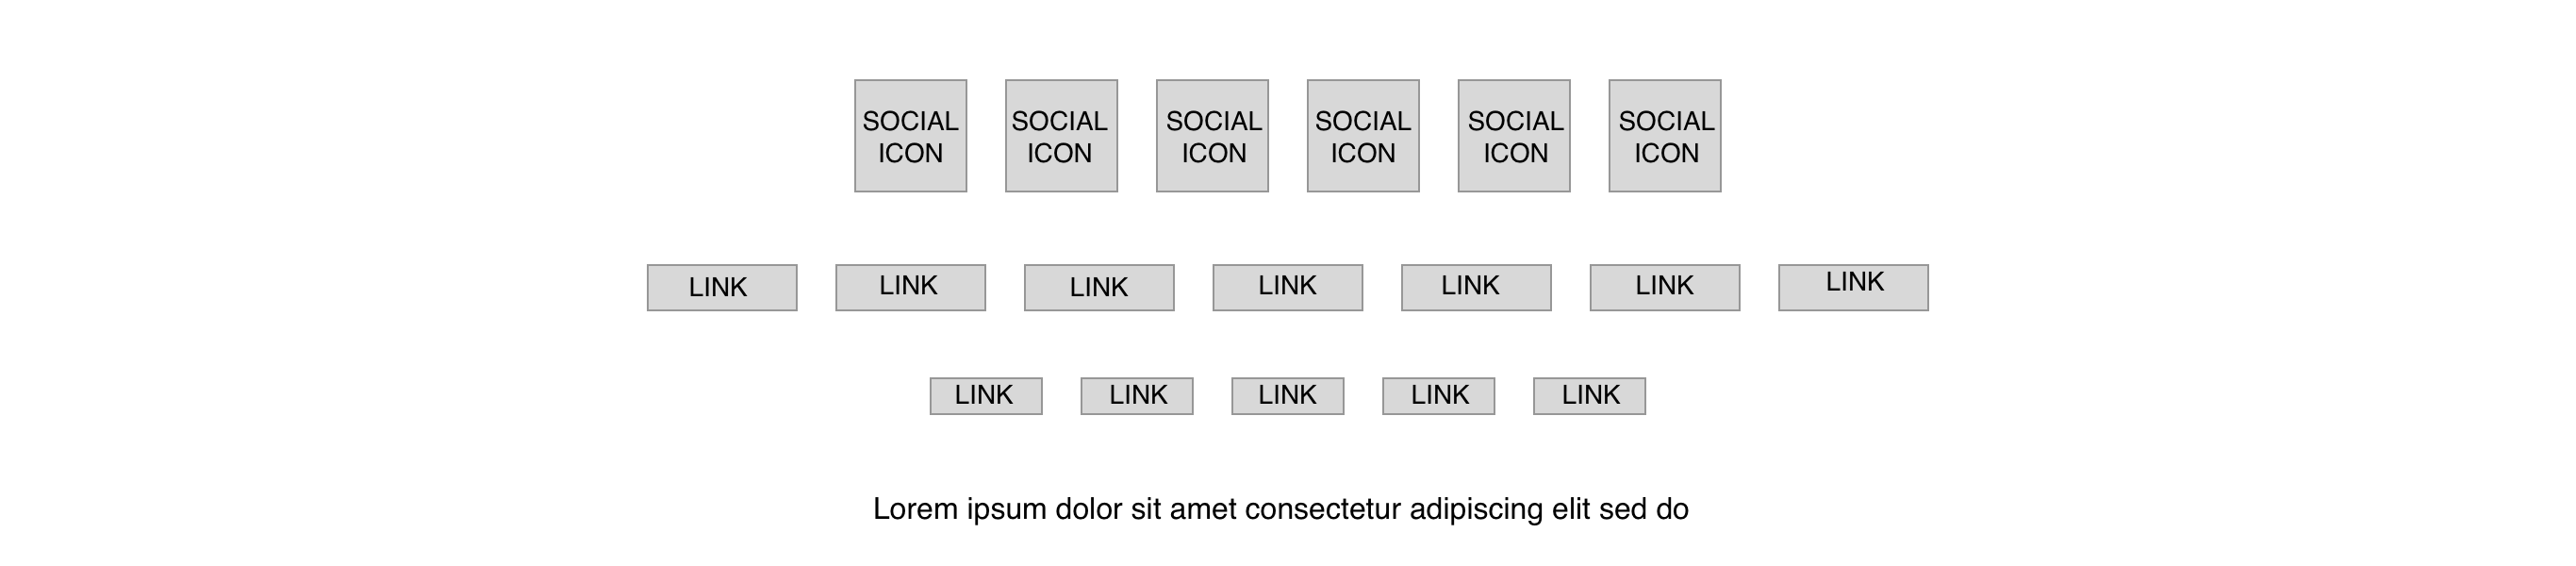 SOCIAL SOCIAL SOCIAL SOCIAL SOCIAL SOCIAL
ICON ICON ICON ICON ICON ICON
LINK LINK LINK LINK LINK LINK LINK
LINK LINK LINK LINK LINK
Lorem ipsum dolor sit amet consectetur adipiscing elit sed do